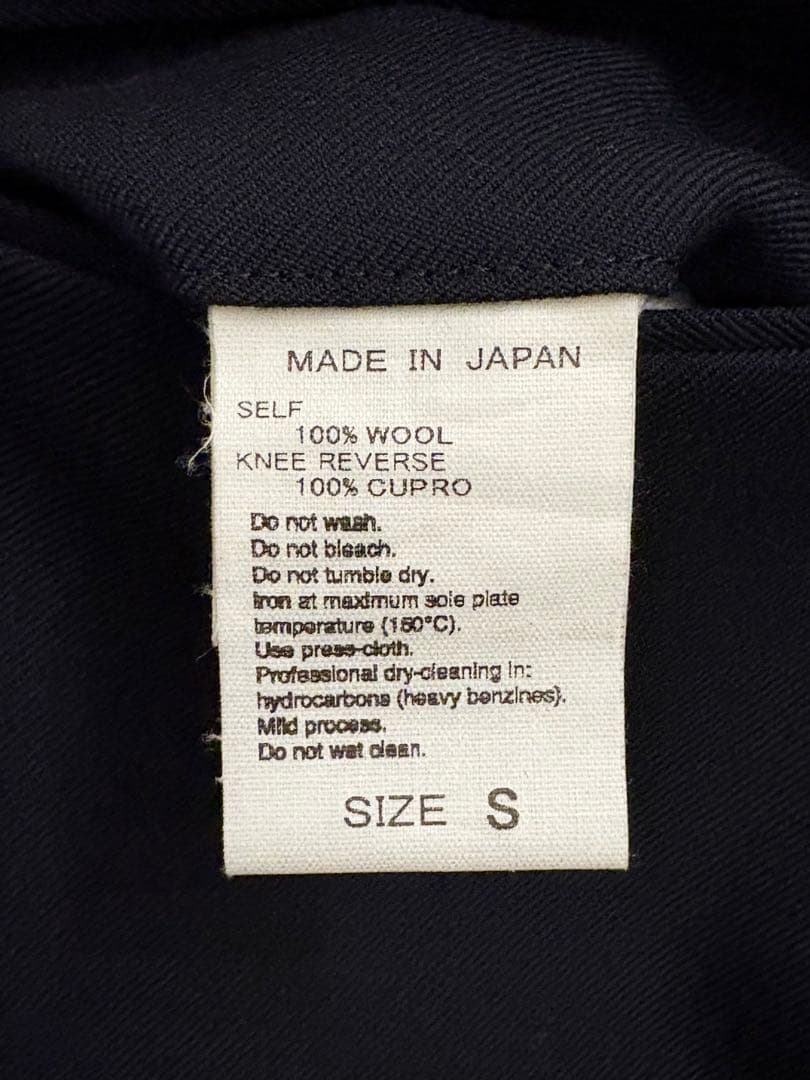 MADE IN JAPAN
SELF
100% WOOL
KNEE REVERSE
100% CUPRO
Do not wash.
Do not bleach.
Do not tumble dry.
Iron at maximum sole plate
temperature (150°C).
Use press-cloth.
Professional dry-cleaning in:
hydrocarbons (heavy benzines).
Mild process.
Do not wet clean.
SIZE S